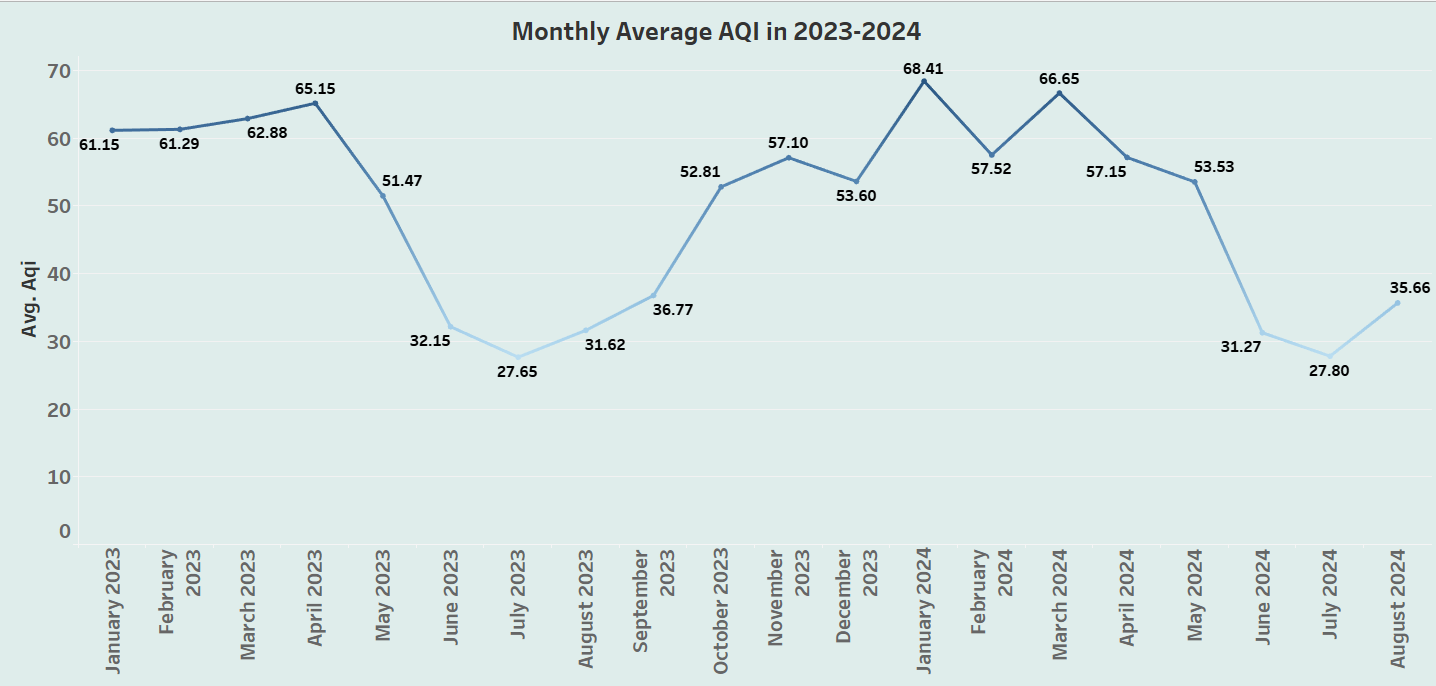 Monthly Average AQI in 2023-2024
Avg. Aqi
70
60
50
40
30
20
10
0
61.15
61.29
62.88
65.15
51.47
32.15
27.65
31.62
36.77
52.81
57.10
53.60
68.41
57.52
66.65
57.15
53.53
31.27
27.80
35.66
January 2023
February
2023
March 2023
April 2023
May 2023
June 2023
July 2023
August 2023
September
2023
October 2023
November
2023
December
2023
January 2024
February
2024
March 2024
April 2024
May 2024
June 2024
July 2024
August 2024